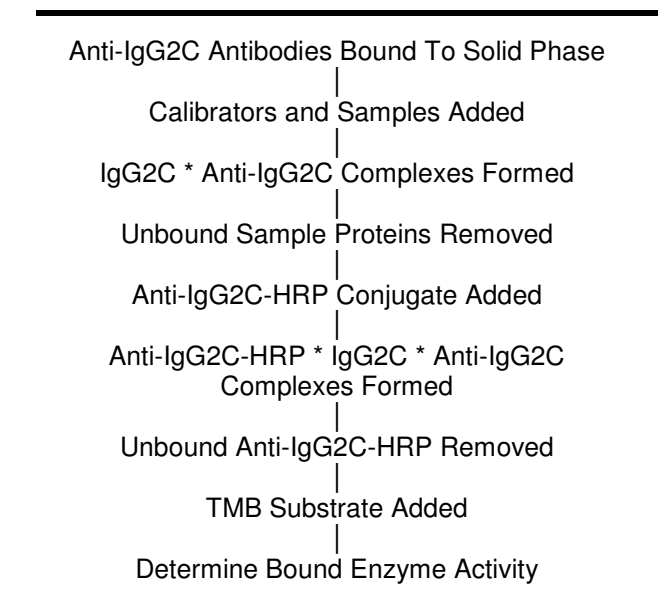 Anti-IgG2C Antibodies Bound To Solid Phase
Calibrators and Samples Added
IgG2C * Anti-IgG2C Complexes Formed
Unbound Sample Proteins Removed
Anti-IgG2C-HRP Conjugate Added
Anti-IgG2C-HRP * IgG2C * Anti-IgG2C
Complexes Formed
Unbound Anti-IgG2C-HRP Removed
TMB Substrate Added
Determine Bound Enzyme Activity